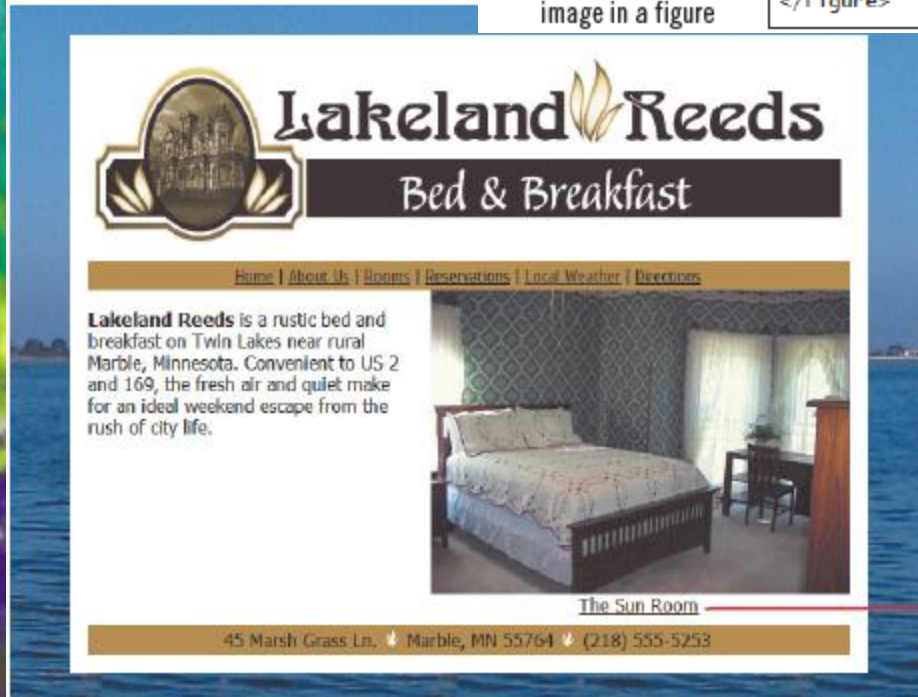 image in a figure
</figure>
Lakeland Reeds
Bed & Breakfast
Home | About Us | Rooms | Reservations | Local Weather | Directions
Lakeland Reeds is a rustic bed and
breakfast on Twin Lakes near rural
Marble, Minnesota. Convenient to US 2
and 169, the fresh air and quiet make
for an ideal weekend escape from the
rush of city life.
The Sun Room
45 Marsh Grass Ln. Marble, MN 55764 (218) 555-5253